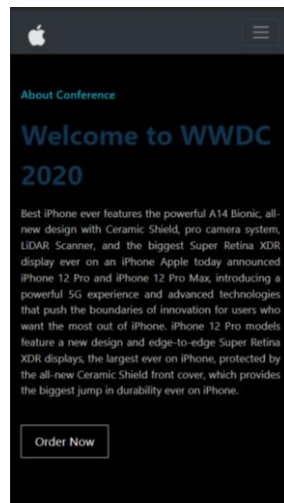 About Conference
Welcome to WWDC
2020
Best iPhone ever features the powerful A14 Bionic, all-
new design with Ceramic Shield, pro camera system,
LiDAR Scanner, and the biggest Super Retina XDR
display ever on an iPhone Apple today announced
iPhone 12 Pro and iPhone 12 Pro Max, introducing a
powerful 5G experience and advanced technologies
that push the boundaries of innovation for users who
want the most out of iPhone. iPhone 12 Pro models
feature a new design and edge-to-edge Super Retina
XDR displays, the largest ever on iPhone, protected by
the all-new Ceramic Shield front cover, which provides
the biggest jump in durability ever on iPhone.
Order Now